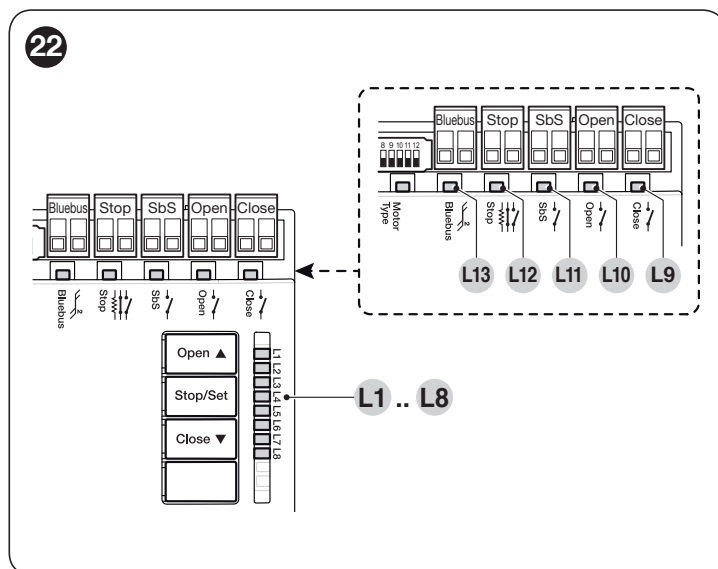 22
Bluebus Stop SbS Open Close
8 9 10 11 12
Motor Type
Bluebus
2
Stop
SbS
Open
Close
L13 L12 L11 L10 L9
Bluebus Stop SbS Open Close
Bluebus
2
Stop
SbS
Open
Close
Open ▲
Stop/Set
Close ▼
L1
L2
L3
L4
L5
L6
L7
L8
L1 .. L8